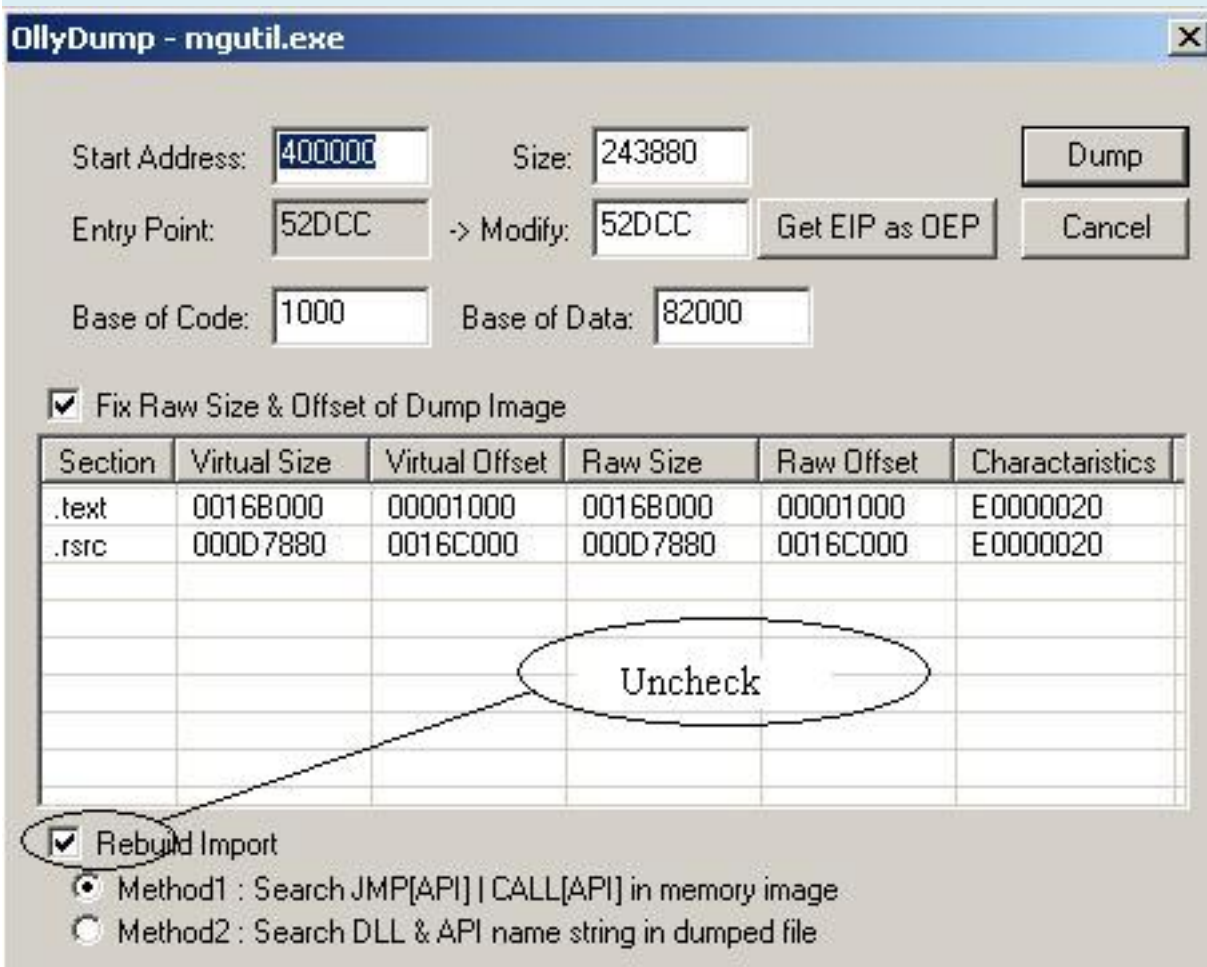 OllyDump - mgutil.exe
Start Address: 400000 Size: 243880 Dump
Entry Point: 52DCC -> Modify: 52DCC Get EIP as OEP Cancel
Base of Code: 1000 Base of Data: 82000
Fix Raw Size & Offset of Dump Image
Section Virtual Size Virtual Offset Raw Size Raw Offset Charactaristics
.text 0016B000 00001000 0016B000 00001000 E0000020
.rsrc 000D7880 0016C000 000D7880 0016C000 E0000020
Uncheck
Rebuild Import
Method1 : Search JMP[API] | CALL[API] in memory image
Method2 : Search DLL & API name string in dumped file